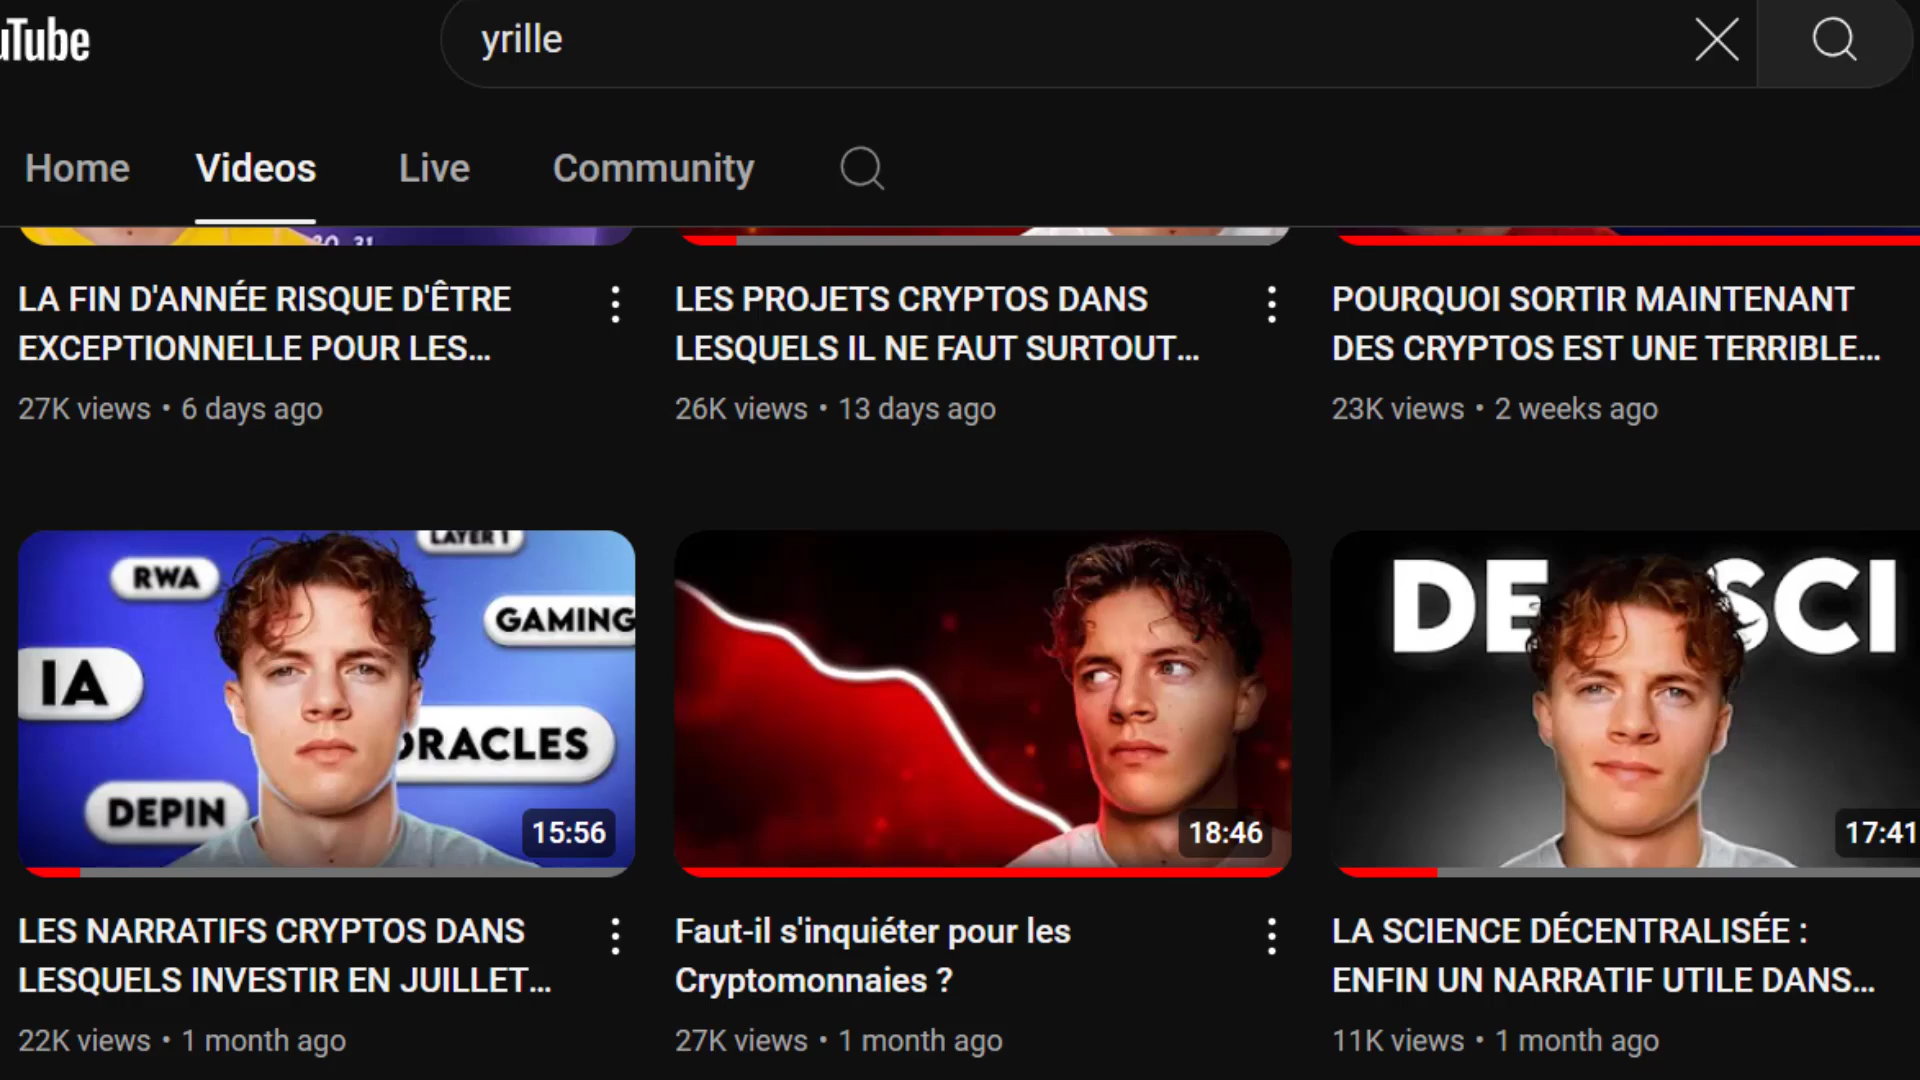 uTube
yrille
Home Videos Live Community
LA FIN D'ANNÉE RISQUE D'ÊTRE
EXCEPTIONNELLE POUR LES...
27K views • 6 days ago
LES PROJETS CRYPTOS DANS
LESQUELS IL NE FAUT SURTOUT...
26K views • 13 days ago
POURQUOI SORTIR MAINTENANT
DES CRYPTOS EST UNE TERRIBLE...
23K views • 2 weeks ago
LAYER 1
RWA
GAMING
IA
ORACLES
DEPIN
15:56
18:46
DE SCI
17:41
LES NARRATIFS CRYPTOS DANS
LESQUELS INVESTIR EN JUILLET...
22K views • 1 month ago
Faut-il s'inquiéter pour les
Cryptomonnaies ?
27K views • 1 month ago
LA SCIENCE DÉCENTRALISÉE :
ENFIN UN NARRATIF UTILE DANS...
11K views • 1 month ago